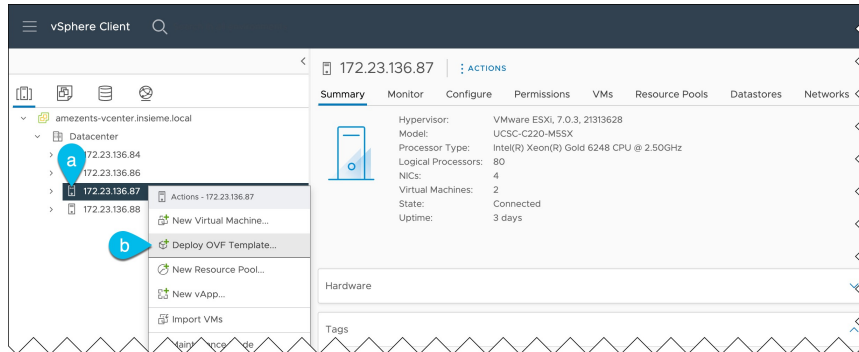 vSphere Client
172.23.136.87
ACTIONS
Summary Monitor Configure Permissions VMs Resource Pools Datastores Networks
amezents-vcenter.insieme.local
Datacenter
172.23.136.84
a
172.23.136.86
172.23.136.87
172.23.136.88
Actions - 172.23.136.87
New Virtual Machine...
b
Deploy OVF Template...
New Resource Pool...
New vApp...
Import VMs
Hypervisor: VMware ESXi, 7.0.3, 21313628
Model: UCSC-C220-M5SX
Processor Type: Intel(R) Xeon(R) Gold 6248 CPU @ 2.50GHz
Logical Processors: 80
NICs: 4
Virtual Machines: 2
State: Connected
Uptime: 3 days
Hardware
Tags